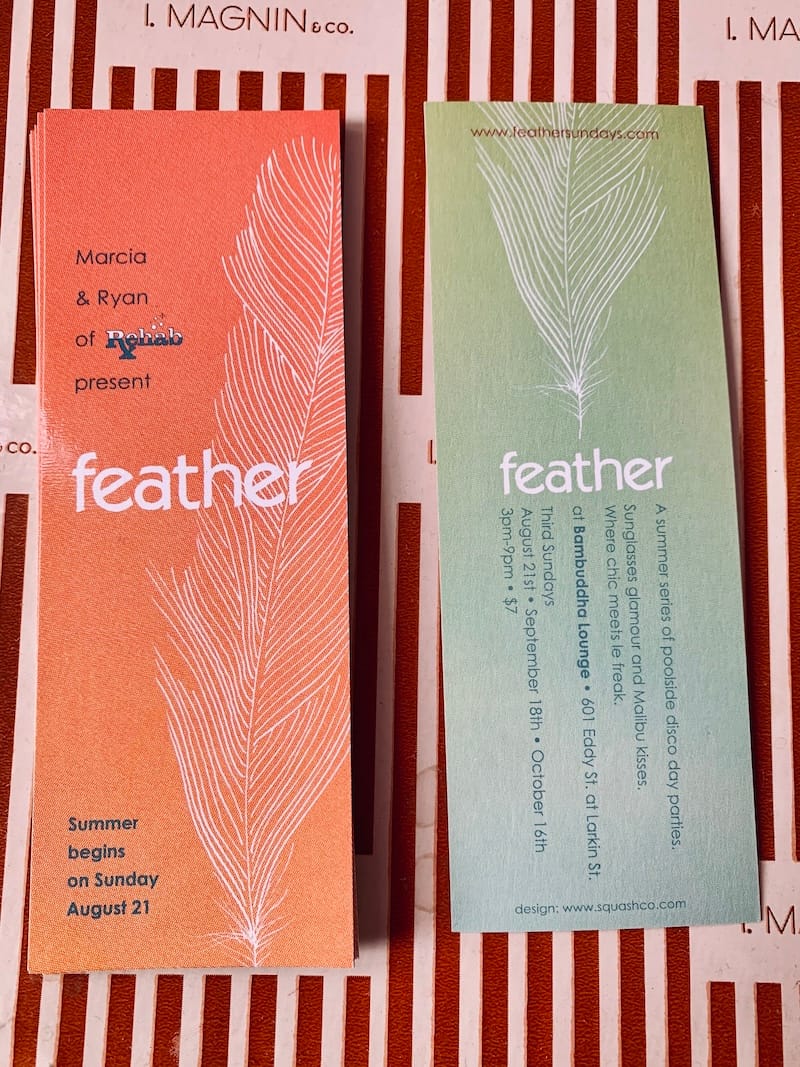 I. MAGNIN & CO.
I. MA
& CO.
I.
I. MA
Marcia
& Ryan
of Rehab
present
feather
Summer
begins
on Sunday
August 21
www.feathersundays.com
feather
A summer series of poolside disco day parties.
Sunglasses glamour and Malibu kisses.
Where chic meets le freak.
at Bambuddha Lounge • 601 Eddy St. at Larkin St.
Third Sundays
August 21st • September 18th • October 16th
3pm-9pm • $7
design: www.squashco.com